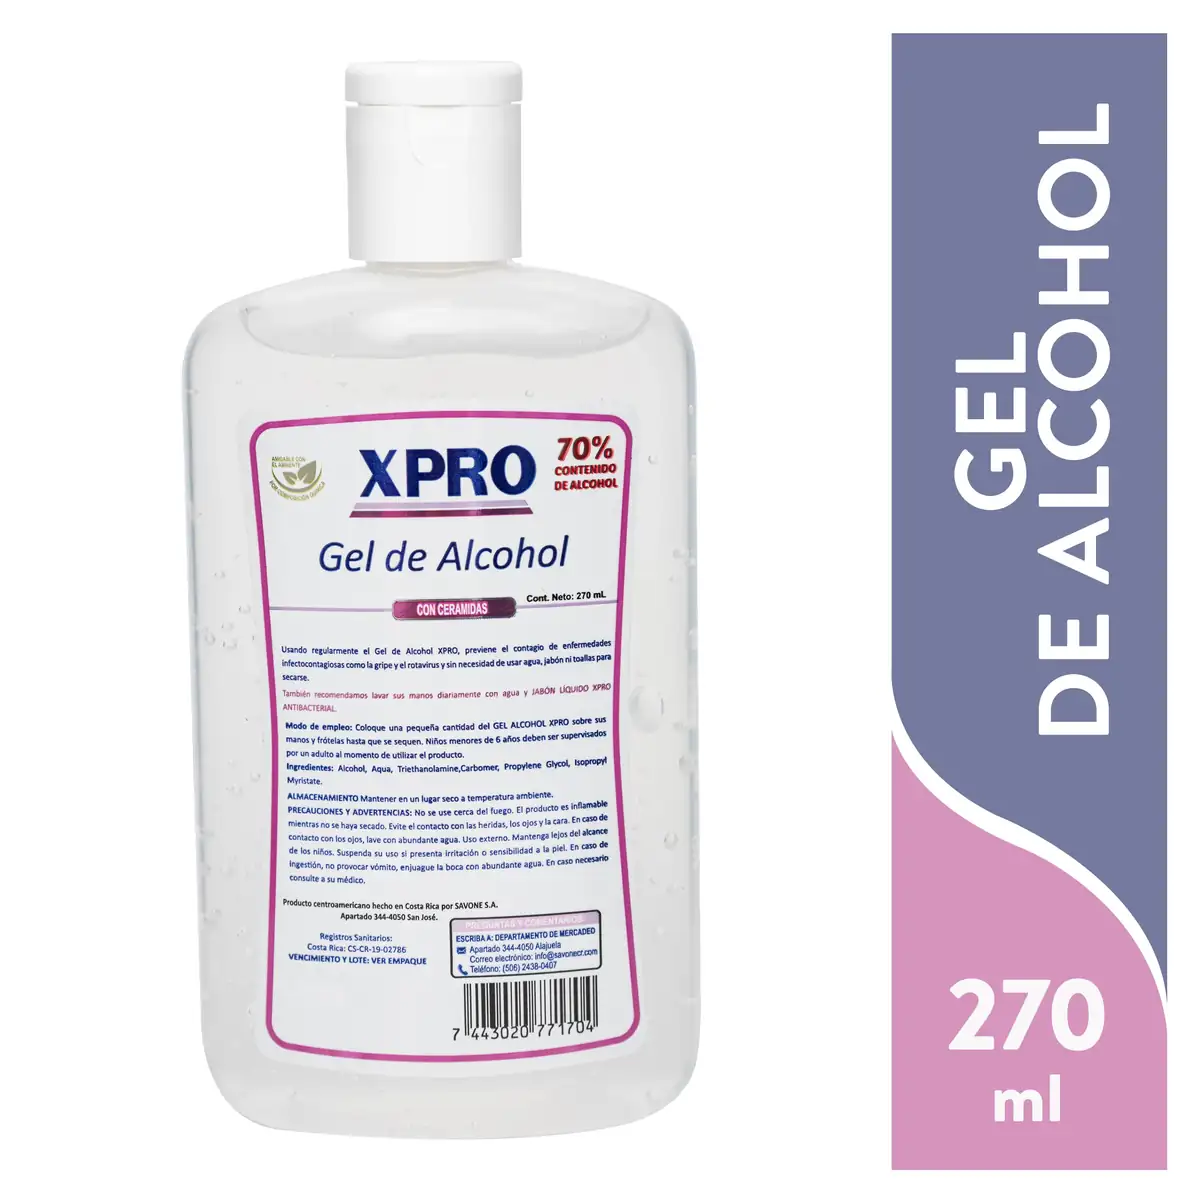 AMIGABLE CON
EL AMBIENTE
POR COMPOSICIÓN QUÍMICA
XPRO
70%
CONTENIDO
DE ALCOHOL
Gel de Alcohol
Cont. Neto: 270 mL
CON CERAMIDAS
Usando regularmente el Gel de Alcohol XPRO, previene el contagio de enfermedades
infectocontagiosas como la gripe y el rotavirus y sin necesidad de usar agua, jabón ni toallas para
secarse.
También recomendamos lavar sus manos diariamente con agua y JABÓN LÍQUIDO XPRO
ANTIBACTERIAL.
Modo de empleo: Coloque una pequeña cantidad del GEL ALCOHOL XPRO sobre sus
manos y frótelas hasta que se sequen. Niños menores de 6 años deben ser supervisados
por un adulto al momento de utilizar el producto.
Ingredientes: Alcohol, Aqua, Triethanolamine,Carbomer, Propylene Glycol, Isopropyl
Myristate.
ALMACENAMIENTO Mantener en un lugar seco a temperatura ambiente.
PRECAUCIONES Y ADVERTENCIAS: No se use cerca del fuego. El producto es inflamable
mientras no se haya secado. Evite el contacto con las heridas, los ojos y la cara. En caso de
contacto con los ojos, lave con abundante agua. Uso externo. Mantenga lejos del alcance
de los niños. Suspenda su uso si presenta irritación o sensibilidad a la piel. En caso de
ingestión, no provocar vómito, enjuague la boca con abundante agua. En caso necesario
consulte a su médico.
Producto centroamericano hecho en Costa Rica por SAVONE S.A.
Apartado 344-4050 San José.
Registros Sanitarios:
Costa Rica: CS-CR-19-02786
VENCIMIENTO Y LOTE: VER EMPAQUE
PREGUNTAS Y COMENTARIOS
ESCRIBA A: DEPARTAMENTO DE MERCADEO
Apartado 344-4050 Alajuela
Correo electrónico: info@savonecr.com
Teléfono: (506) 2438-0407
7 443020 771704
GEL
DE ALCOHOL
270
ml